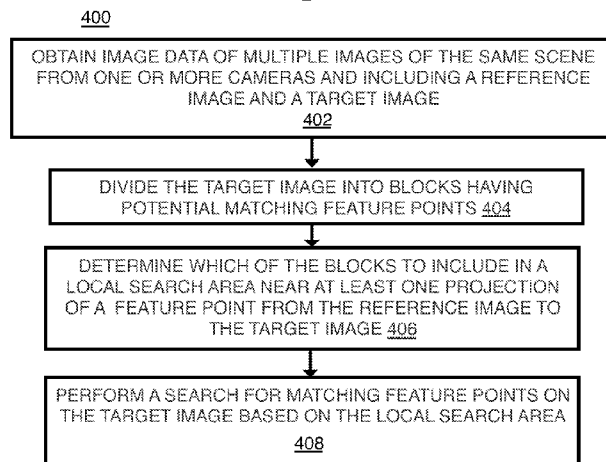 400
OBTAIN IMAGE DATA OF MULTIPLE IMAGES OF THE SAME SCENE
FROM ONE OR MORE CAMERAS AND INCLUDING A REFERENCE
IMAGE AND A TARGET IMAGE
402
DIVIDE THE TARGET IMAGE INTO BLOCKS HAVING
POTENTIAL MATCHING FEATURE POINTS 404
DETERMINE WHICH OF THE BLOCKS TO INCLUDE IN A
LOCAL SEARCH AREA NEAR AT LEAST ONE PROJECTION
OF A FEATURE POINT FROM THE REFERENCE IMAGE TO
THE TARGET IMAGE 406
PERFORM A SEARCH FOR MATCHING FEATURE POINTS ON
THE TARGET IMAGE BASED ON THE LOCAL SEARCH AREA
408